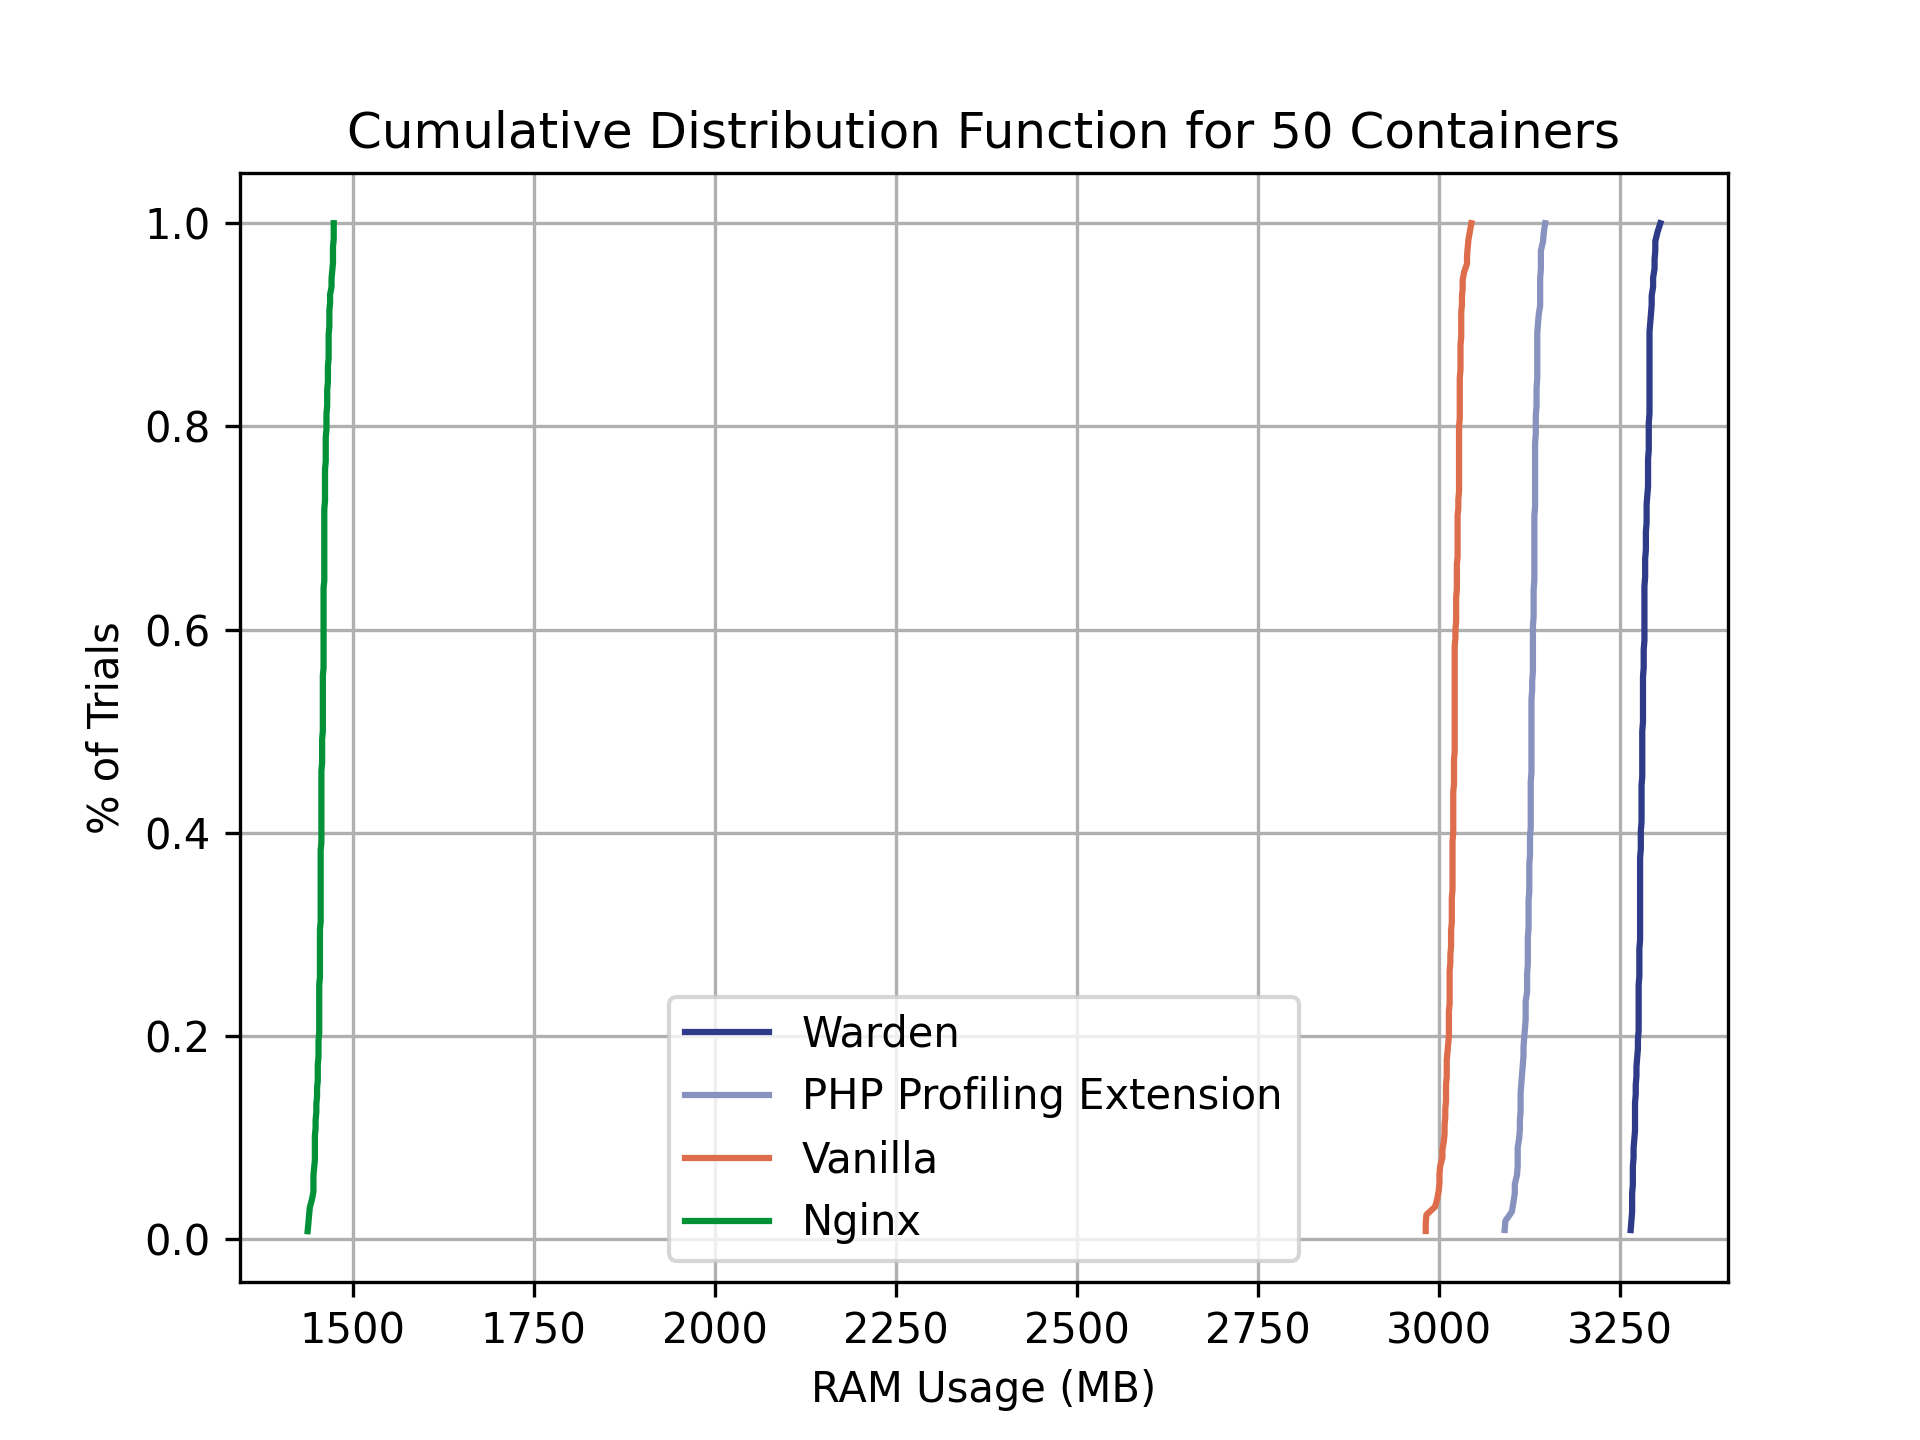 Cumulative Distribution Function for 50 Containers
1.0
0.8
0.6
0.4
0.2
0.0
% of Trials
Warden
PHP Profiling Extension
Vanilla
Nginx
1500 1750 2000 2250 2500 2750 3000 3250
RAM Usage (MB)